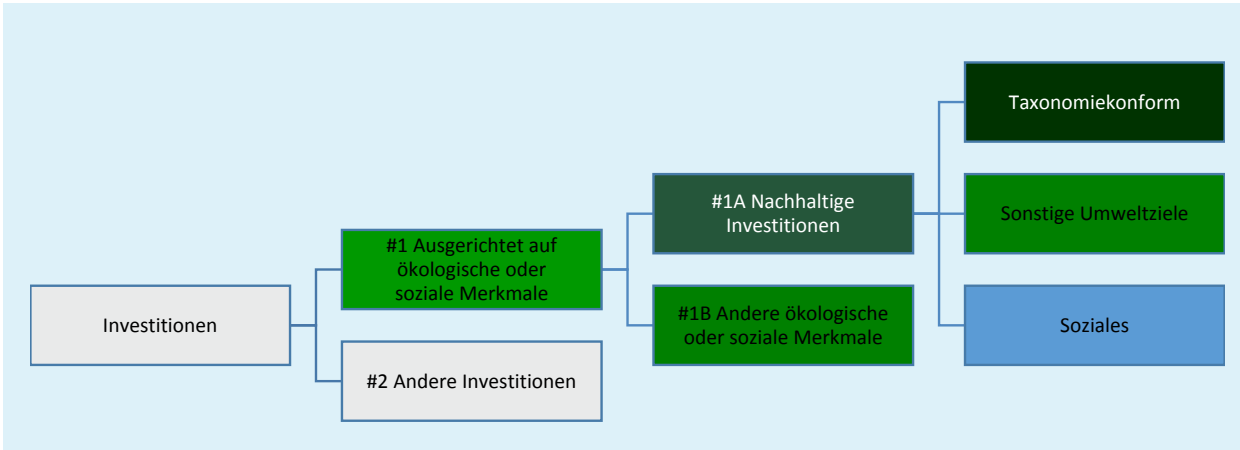 Investitionen
#1 Ausgerichtet auf
ökologische oder
soziale Merkmale
#2 Andere Investitionen
#1A Nachhaltige
Investitionen
#1B Andere ökologische
oder soziale Merkmale
Taxonomiekonform
Sonstige Umweltziele
Soziales